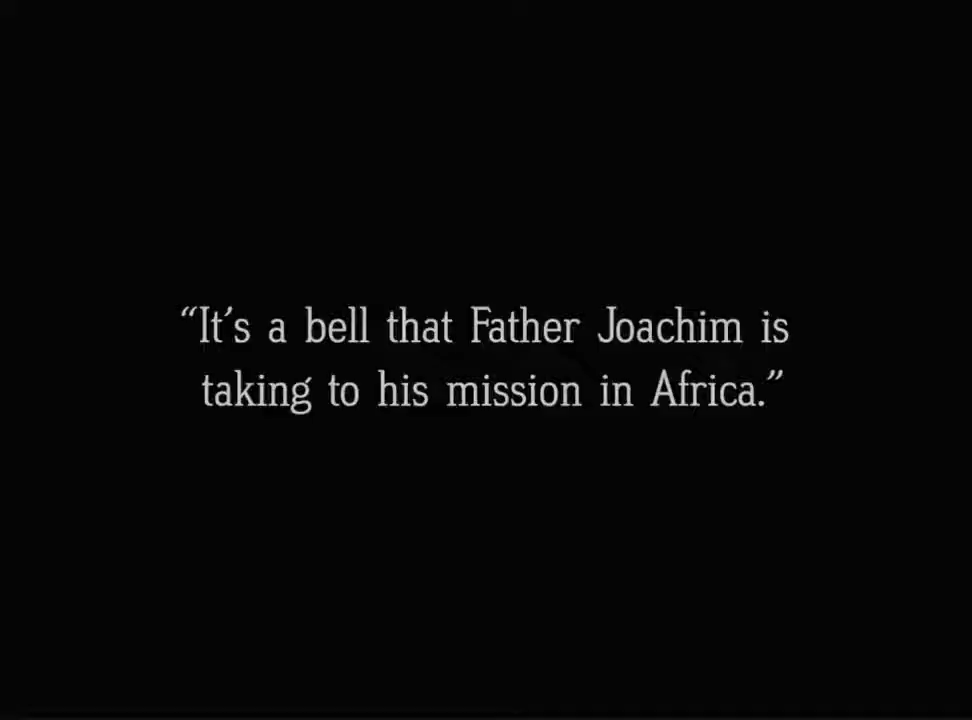 “It’s a bell that Father Joachim is
taking to his mission in Africa.”